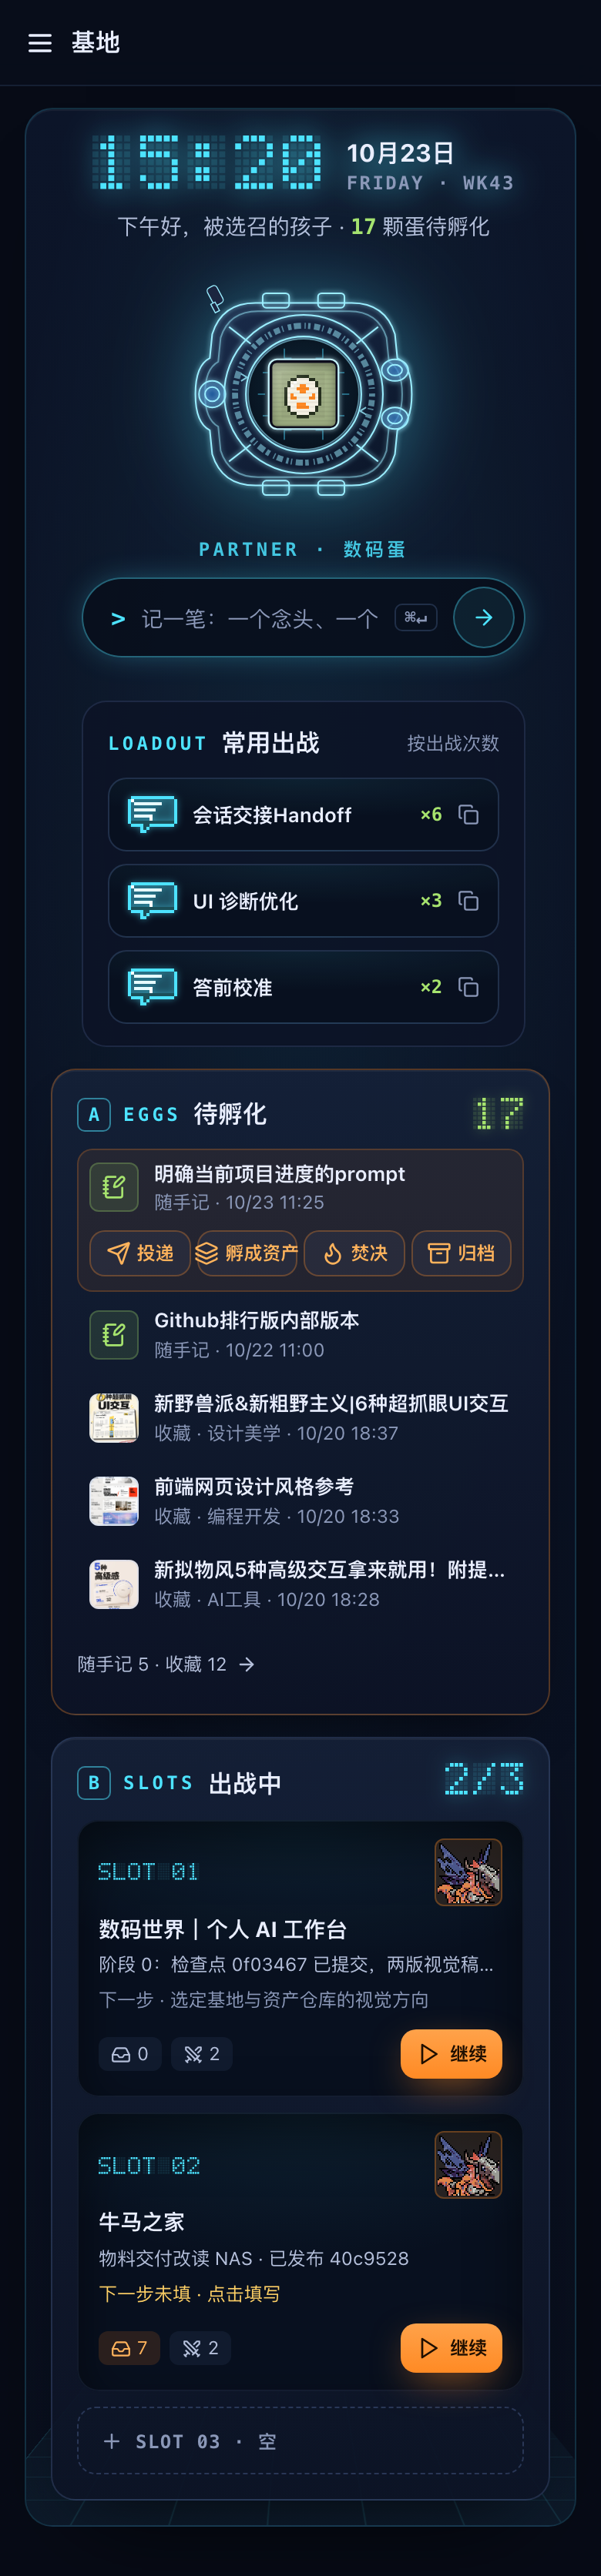 基地
15:20
10月23日
FRIDAY · WK43
下午好，被选召的孩子 · 17 颗蛋待孵化
PARTNER · 数码蛋
> 记一笔：一个念头、一个 ⌘↵
LOADOUT 常用出战 按出战次数
会话交接Handoff ×6
UI 诊断优化 ×3
答前校准 ×2
A EGGS 待孵化 17
明确当前项目进度的prompt
随手记 · 10/23 11:25
投递 孵成资产 焚决 归档
Github排行版内部版本
随手记 · 10/22 11:00
UI交互
新野兽派&新粗野主义|6种超抓眼UI交互
收藏 · 设计美学 · 10/20 18:37
前端网页设计风格参考
收藏 · 编程开发 · 10/20 18:33
5种
高级感
新拟物风5种高级交互拿来就用！附提...
收藏 · AI工具 · 10/20 18:28
随手记 5 · 收藏 12 →
B SLOTS 出战中 2/3
SLOT 01
数码世界｜个人 AI 工作台
阶段 0：检查点 0f03467 已提交，两版视觉稿...
下一步 · 选定基地与资产仓库的视觉方向
0 2 继续
SLOT 02
牛马之家
物料交付改读 NAS · 已发布 40c9528
下一步未填 · 点击填写
7 2 继续
+ SLOT 03 · 空